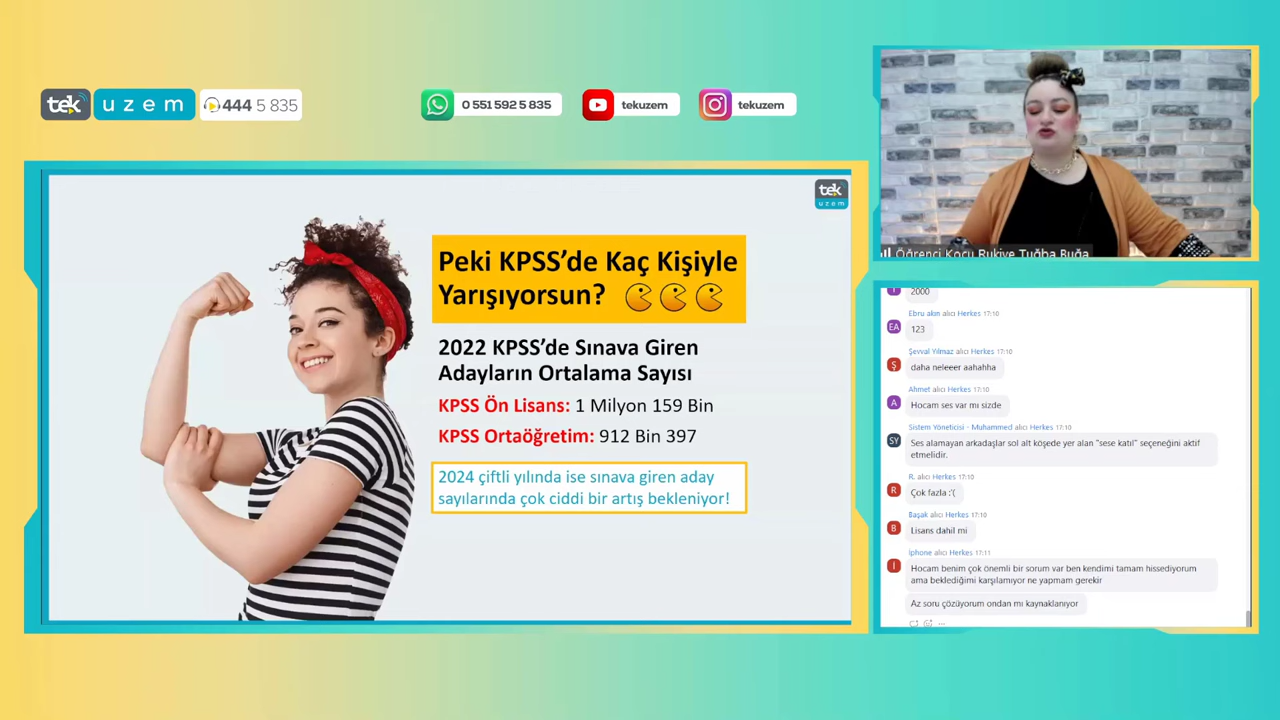 tek uzem 444 5 835
0 551 592 5 835
tekuzem
tekuzem
tek
uzem
Peki KPSS’de Kaç Kişiyle
Yarışıyorsun?
2022 KPSS’de Sınava Giren
Adayların Ortalama Sayısı
KPSS Ön Lisans: 1 Milyon 159 Bin
KPSS Ortaöğretim: 912 Bin 397
2024 çiftli yılında ise sınava giren aday
sayılarında çok ciddi bir artış bekleniyor!
Öğrenci Koçu Rukiye Tuğba Buğa
2000
Ebru akın alıcı Herkes 17:10
EA 123
Şevval Yılmaz alıcı Herkes 17:10
Ş daha neleeer aahahha
Ahmet alıcı Herkes 17:10
A Hocam ses var mı sizde
Sistem Yöneticisi - Muhammed alıcı Herkes 17:10
SY Ses alamayan arkadaşlar sol alt köşede yer alan "sese katıl" seçeneğini aktif
etmelidir.
R. alıcı Herkes 17:10
R Çok fazla :'(
Başak alıcı Herkes 17:10
B Lisans dahil mi
İphone alıcı Herkes 17:11
I Hocam benim çok önemli bir sorum var ben kendimi tamam hissediyorum
ama beklediğimi karşılamıyor ne yapmam gerekir
Az soru çözüyorum ondan mı kaynaklanıyor